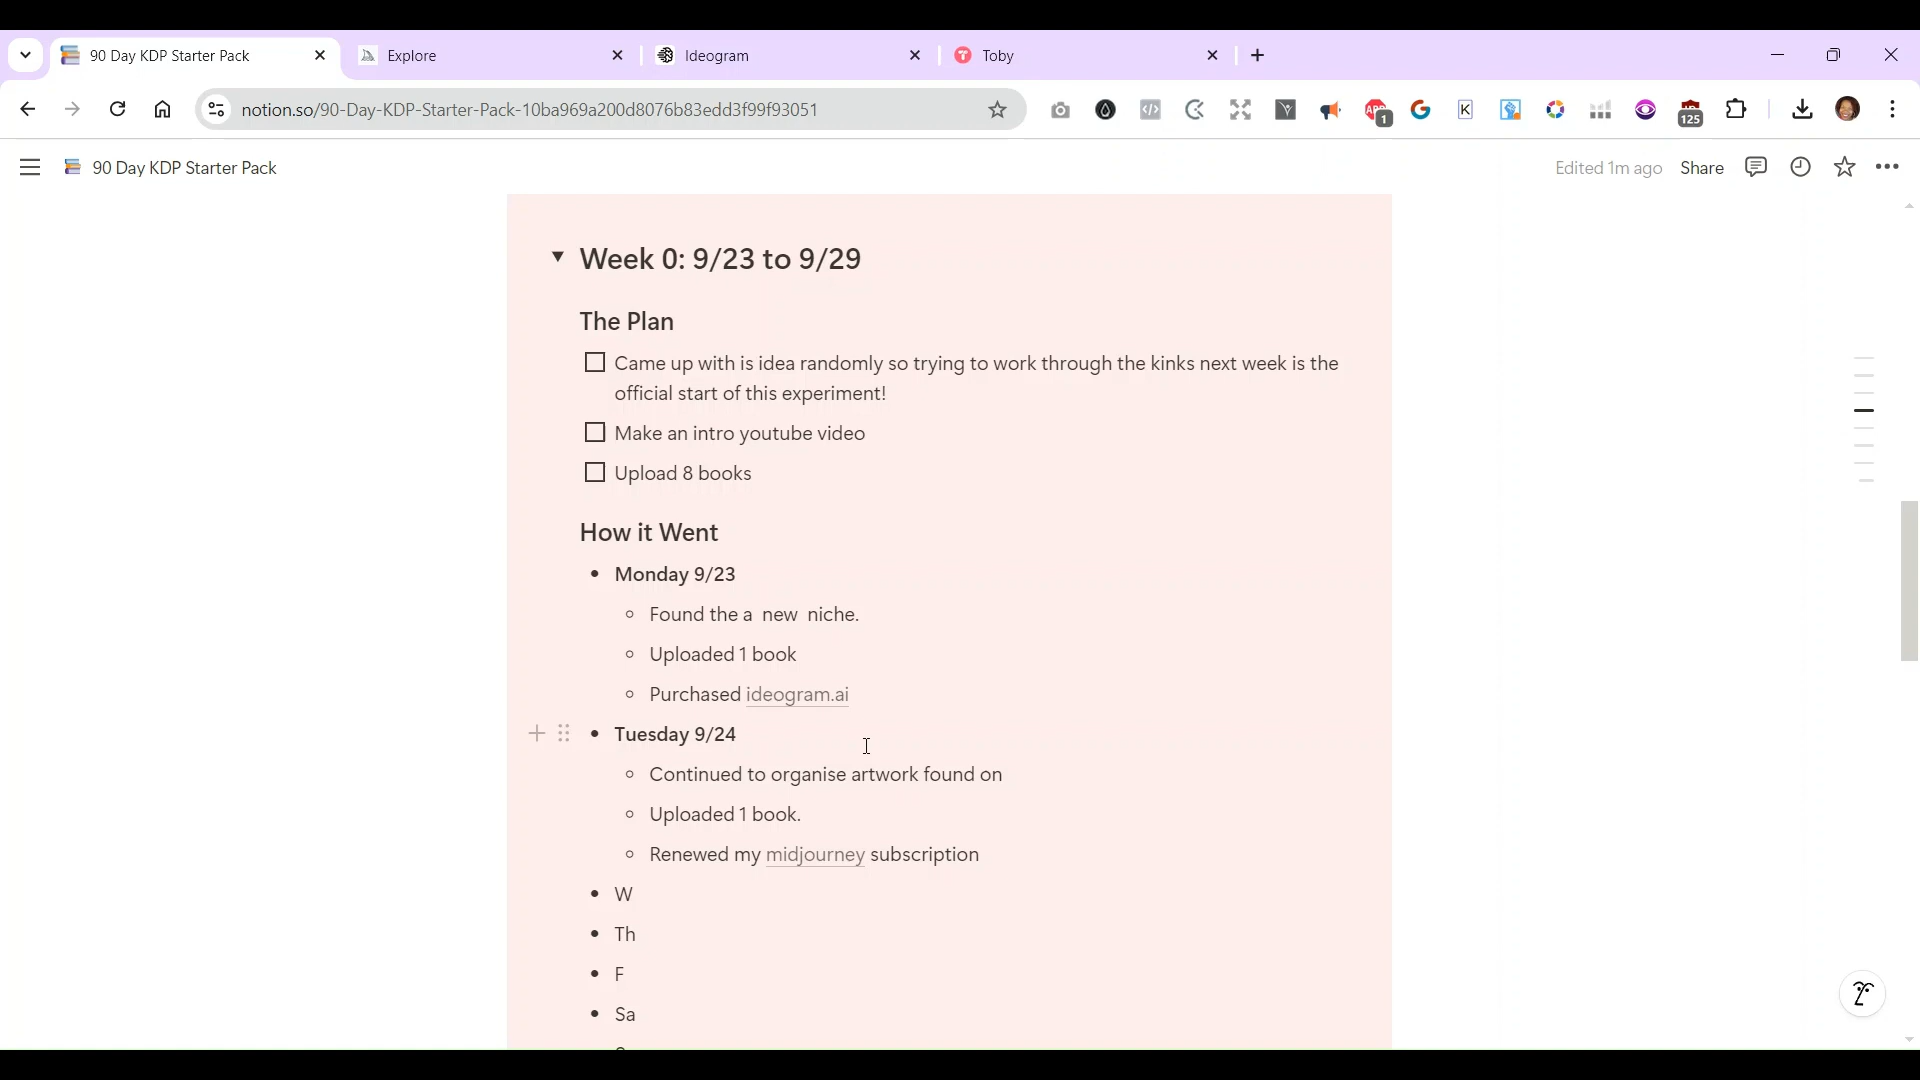 90 Day KDP Starter Pack
Explore
Ideogram
Toby
notion.so/90-Day-KDP-Starter-Pack-10ba969a200d8076b83edd3f99f93051
1
125
90 Day KDP Starter Pack
Edited 1m ago
Share
Week 0: 9/23 to 9/29
The Plan
Came up with is idea randomly so trying to work through the kinks next week is the
official start of this experiment!
Make an intro youtube video
Upload 8 books
How it Went
Monday 9/23
Found the a new niche.
Uploaded 1 book
Purchased ideogram.ai
Tuesday 9/24
Continued to organise artwork found on
Uploaded 1 book.
Renewed my midjourney subscription
W
Th
F
Sa